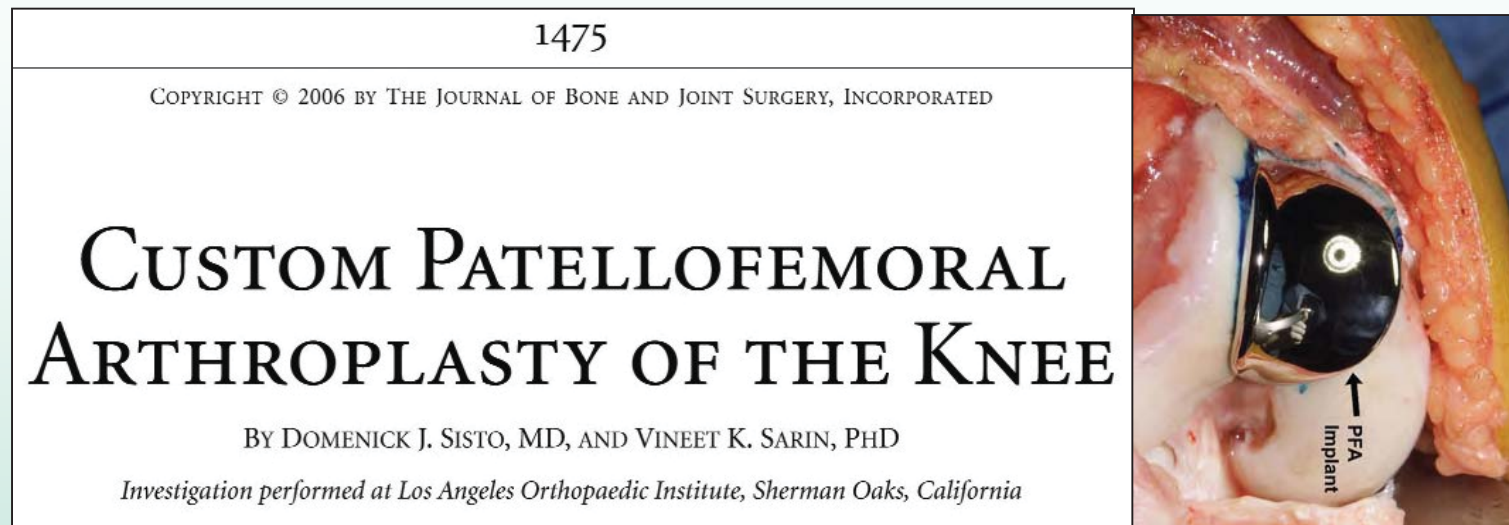 1475
COPYRIGHT © 2006 BY THE JOURNAL OF BONE AND JOINT SURGERY, INCORPORATED
CUSTOM PATELLOFEMORAL
ARTHROPLASTY OF THE KNEE
BY DOMENICK J. SISTO, MD, AND VINEET K. SARIN, PHD
Investigation performed at Los Angeles Orthopaedic Institute, Sherman Oaks, California
PFA
Implant